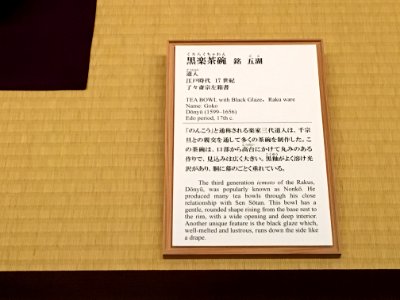 くろらくちゃわん
黒楽茶碗 銘 五湖
道入
江戸時代 17世紀
了々斎宗左箱書
TEA BOWL with Black Glaze, Raku ware
Name: Goko
Dōnyū (1599-1656)
Edo period, 17th c.
「のんこう」と通称される楽家三代道入は、千宗
旦との親交を通して多くの茶碗を制作した。こ
の茶碗は、口部から高台にかけて丸みのある
作りで、見込みは広く大きい。黒釉がよく溶け光
沢があり、胴に幕のごとく垂れている。
The third generation iemoto of the Rakus,
Dōnyū, was popularly known as Nonkō. He
produced many tea bowls through his close
relationship with Sen Sōtan. This bowl has a
gentle, rounded shape rising from the base rest to
the rim, with a wide opening and deep interior.
Another unique feature is the black glaze which,
well-melted and lustrous, runs down the side like
a drape.